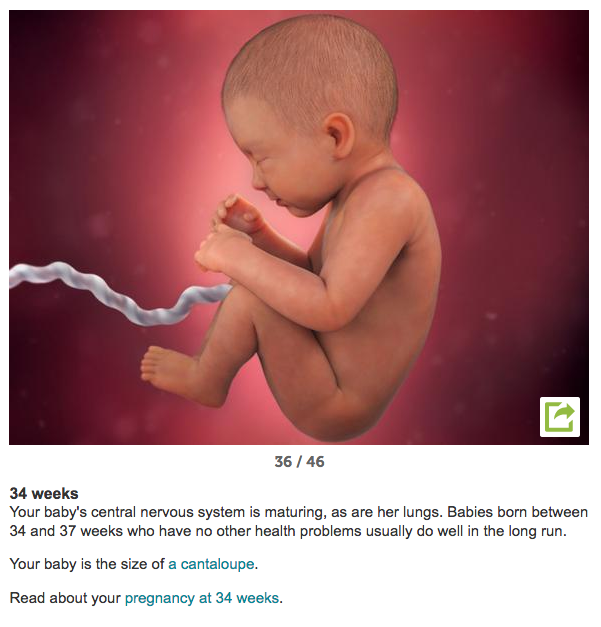 36 / 46
34 weeks
Your baby's central nervous system is maturing, as are her lungs. Babies born between
34 and 37 weeks who have no other health problems usually do well in the long run.
Your baby is the size of a cantaloupe.
Read about your pregnancy at 34 weeks.